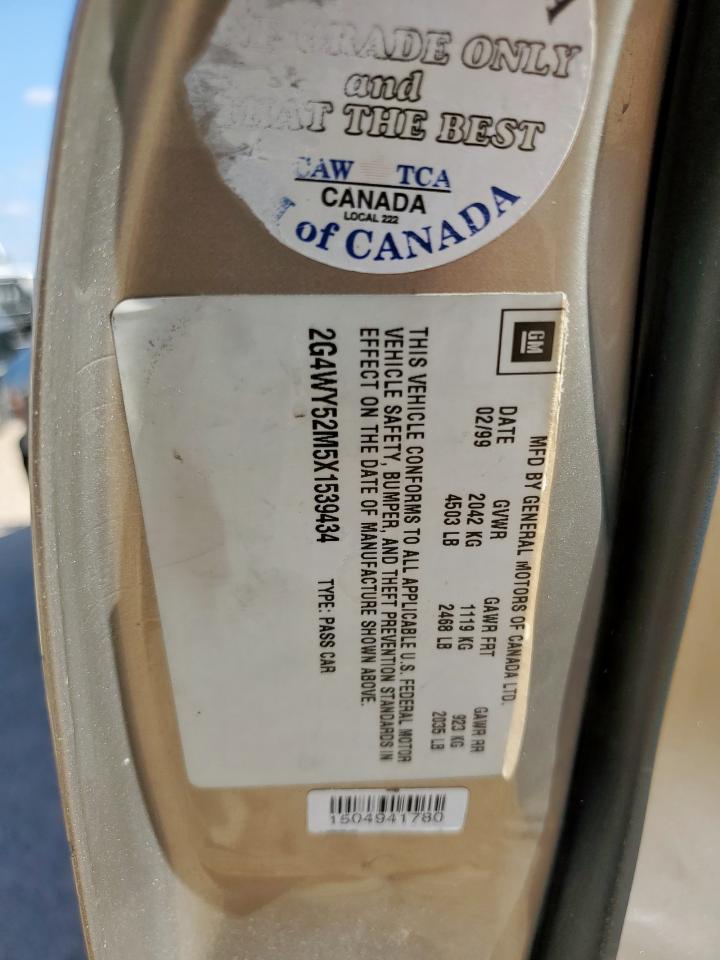 GRADE ONLY
and
THE BEST
CAW TCA
CANADA
LOCAL 222
of CANADA
GM
MFD BY GENERAL MOTORS OF CANADA LTD.
DATE GVWR GAWR FRT GAWR RR
02/99 2042 KG 1119 KG 923 KG
4503 LB 2468 LB 2035 LB
THIS VEHICLE CONFORMS TO ALL APPLICABLE U.S. FEDERAL MOTOR
VEHICLE SAFETY, BUMPER, AND THEFT PREVENTION STANDARDS IN
EFFECT ON THE DATE OF MANUFACTURE SHOWN ABOVE.
2G4WY52M5X1539434 TYPE: PASS CAR
1504941780